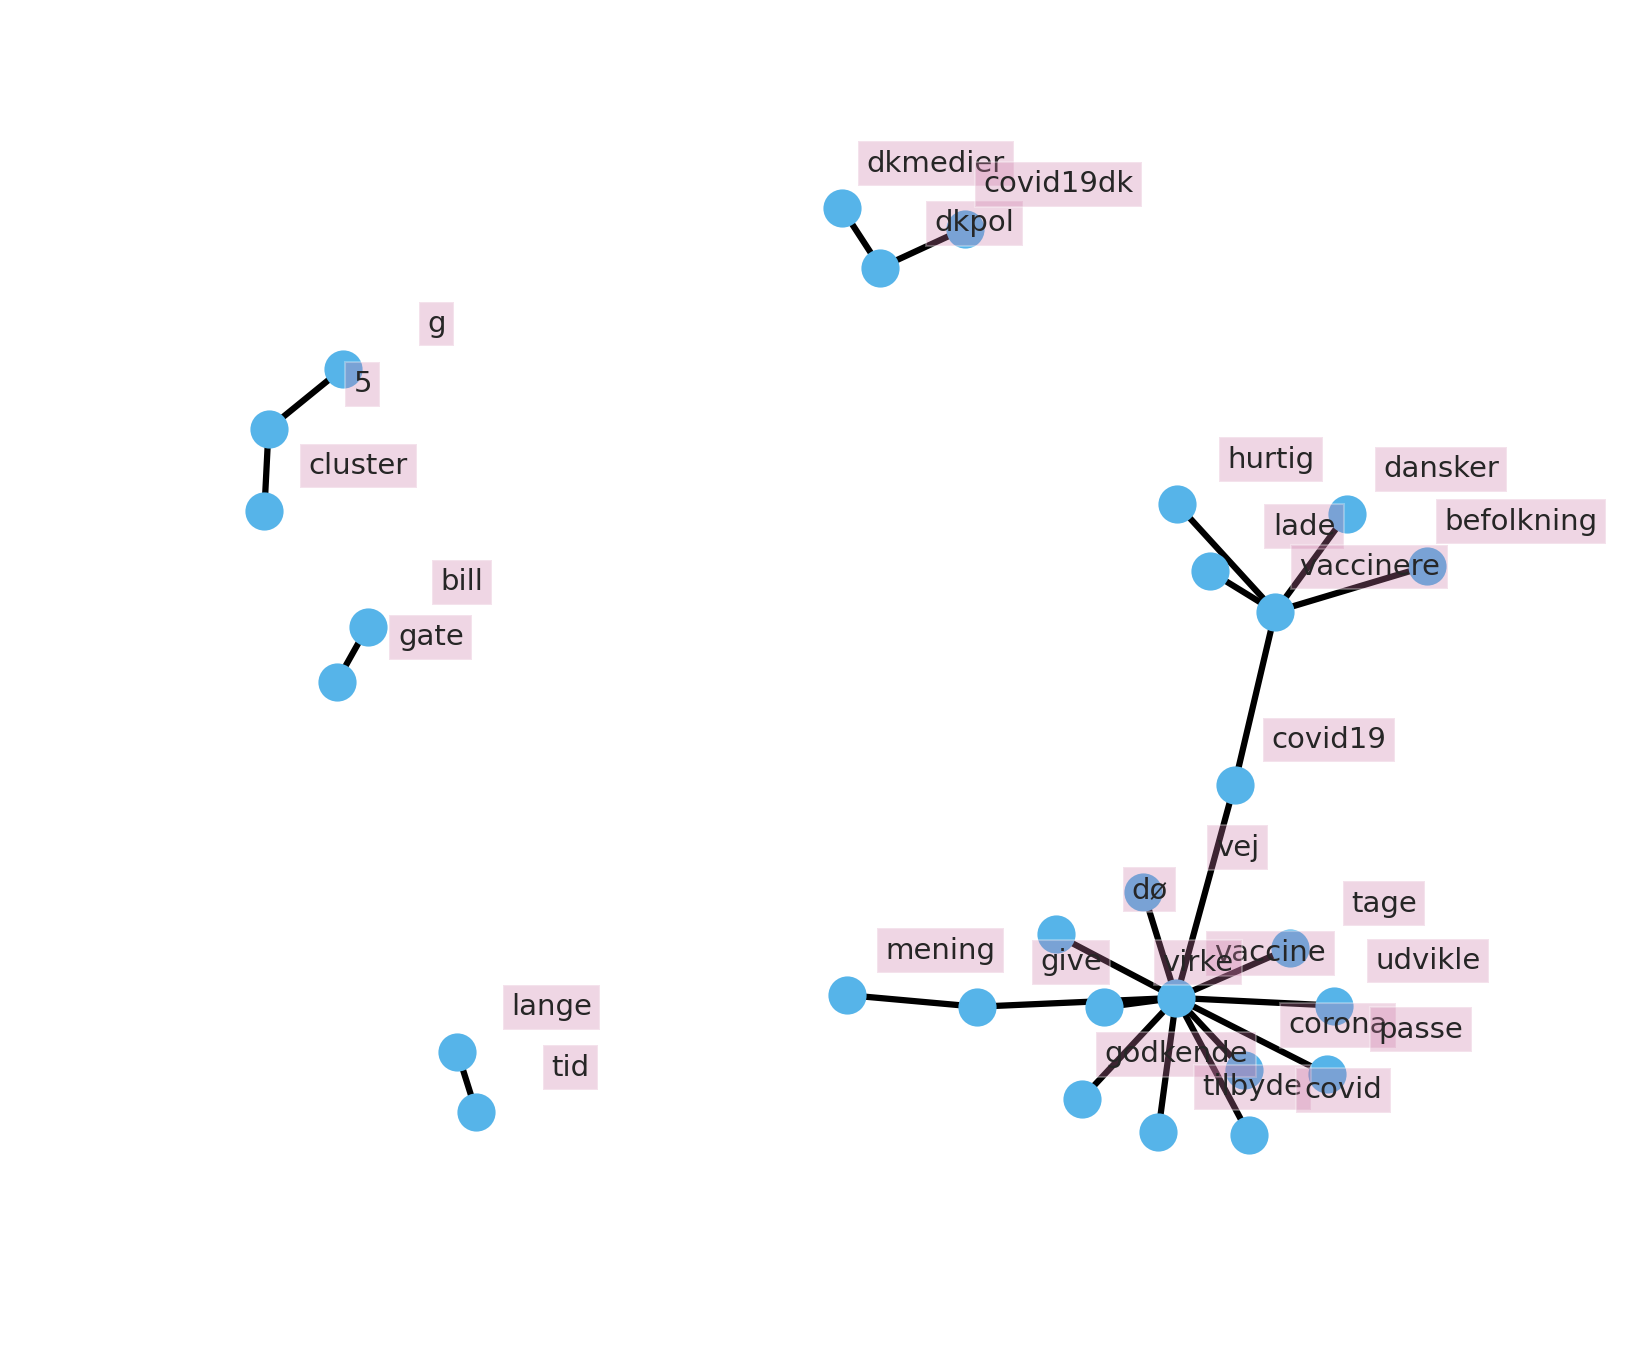 dkmedier
covid19dk
dkpol
g
5
cluster
hurtig
dansker
lade
befolkning
vaccinere
bill
gate
covid19
vej
dø
tage
mening
give
virke
vaccine
udvikle
lange
corona
passe
godkende
tid
tilbyde
covid